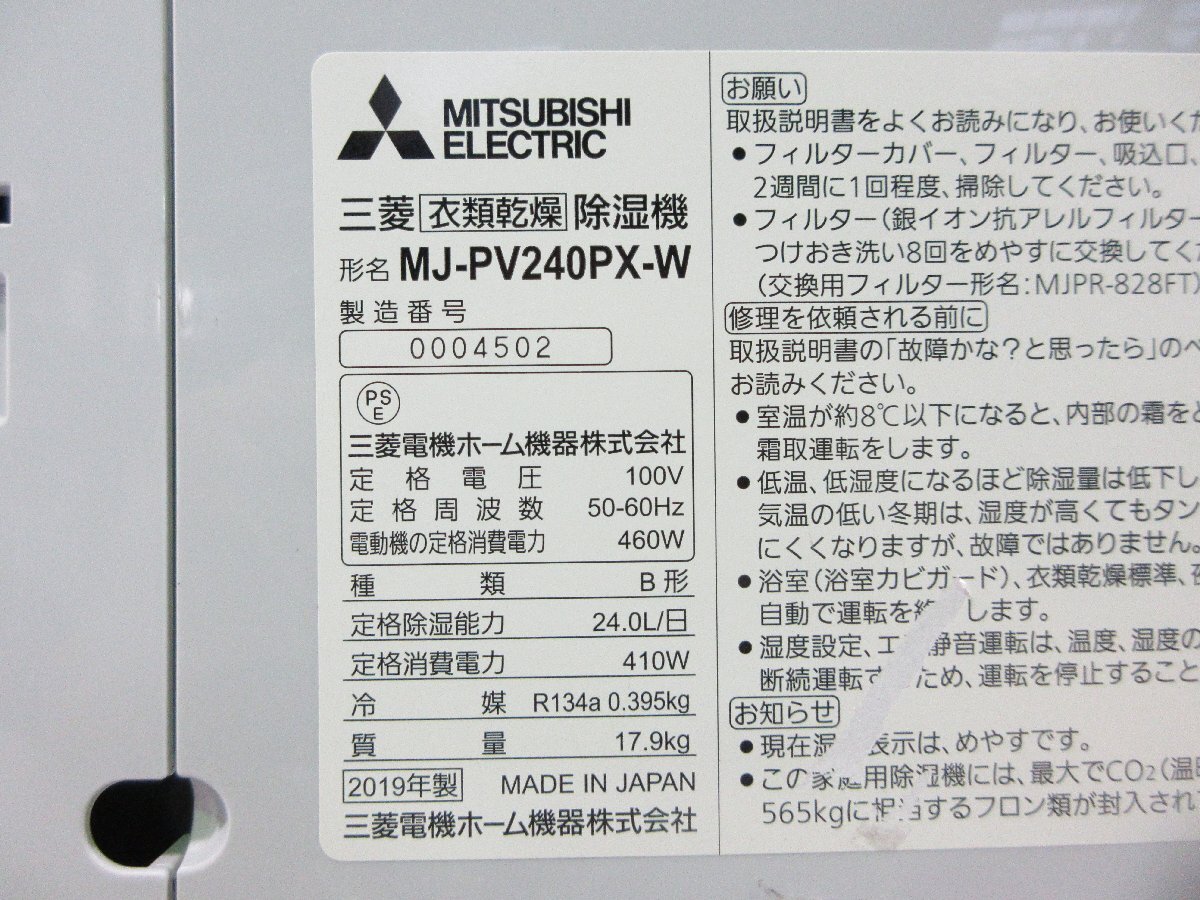 MITSUBISHI
ELECTRIC
三菱 衣類乾燥 除湿機
形名 MJ-PV240PX-W
製造番号
0004502
PS
E
三菱電機ホーム機器株式会社
定格電圧 100V
定格周波数 50-60Hz
電動機の定格消費電力 460W
種類 B形
定格除湿能力 24.0L/日
定格消費電力 410W
冷媒 R134a 0.395kg
質量 17.9kg
2019年製 MADE IN JAPAN
三菱電機ホーム機器株式会社
お願い
取扱説明書をよくお読みになり、お使いくだ
●フィルターカバー、フィルター、吸込口、
2週間に1回程度、掃除してください。
●フィルター(銀イオン抗アレルフィルター
つけおき洗い8回をめやすに交換してくだ
(交換用フィルター形名:MJPR-828FT)
修理を依頼される前に
取扱説明書の「故障かな?と思ったら」のペ
お読みください。
●室温が約8℃以下になると、内部の霜をと
霜取運転をします。
●低温、低湿度になるほど除湿量は低下し
気温の低い冬期は、湿度が高くてもタン
にくくなりますが、故障ではありません。
●浴室(浴室カビガード)、衣類乾燥標準、
自動で運転を終 します。
●湿度設定、エ 静音運転は、温度、湿度の
断続運転す ため、運転を停止すること
お知らせ
●現在湿 表示は、めやすです。
●この家庭用除湿機には、最大でCO2(温
565kgに相当するフロン類が封入され